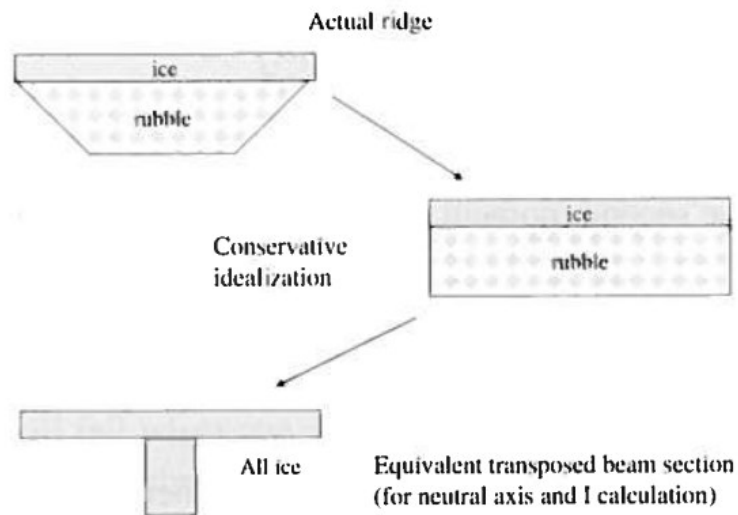 Actual ridge
ice
rubble
ice
rubble
Conservative
idealization
All ice
Equivalent transposed beam section
(for neutral axis and I calculation)